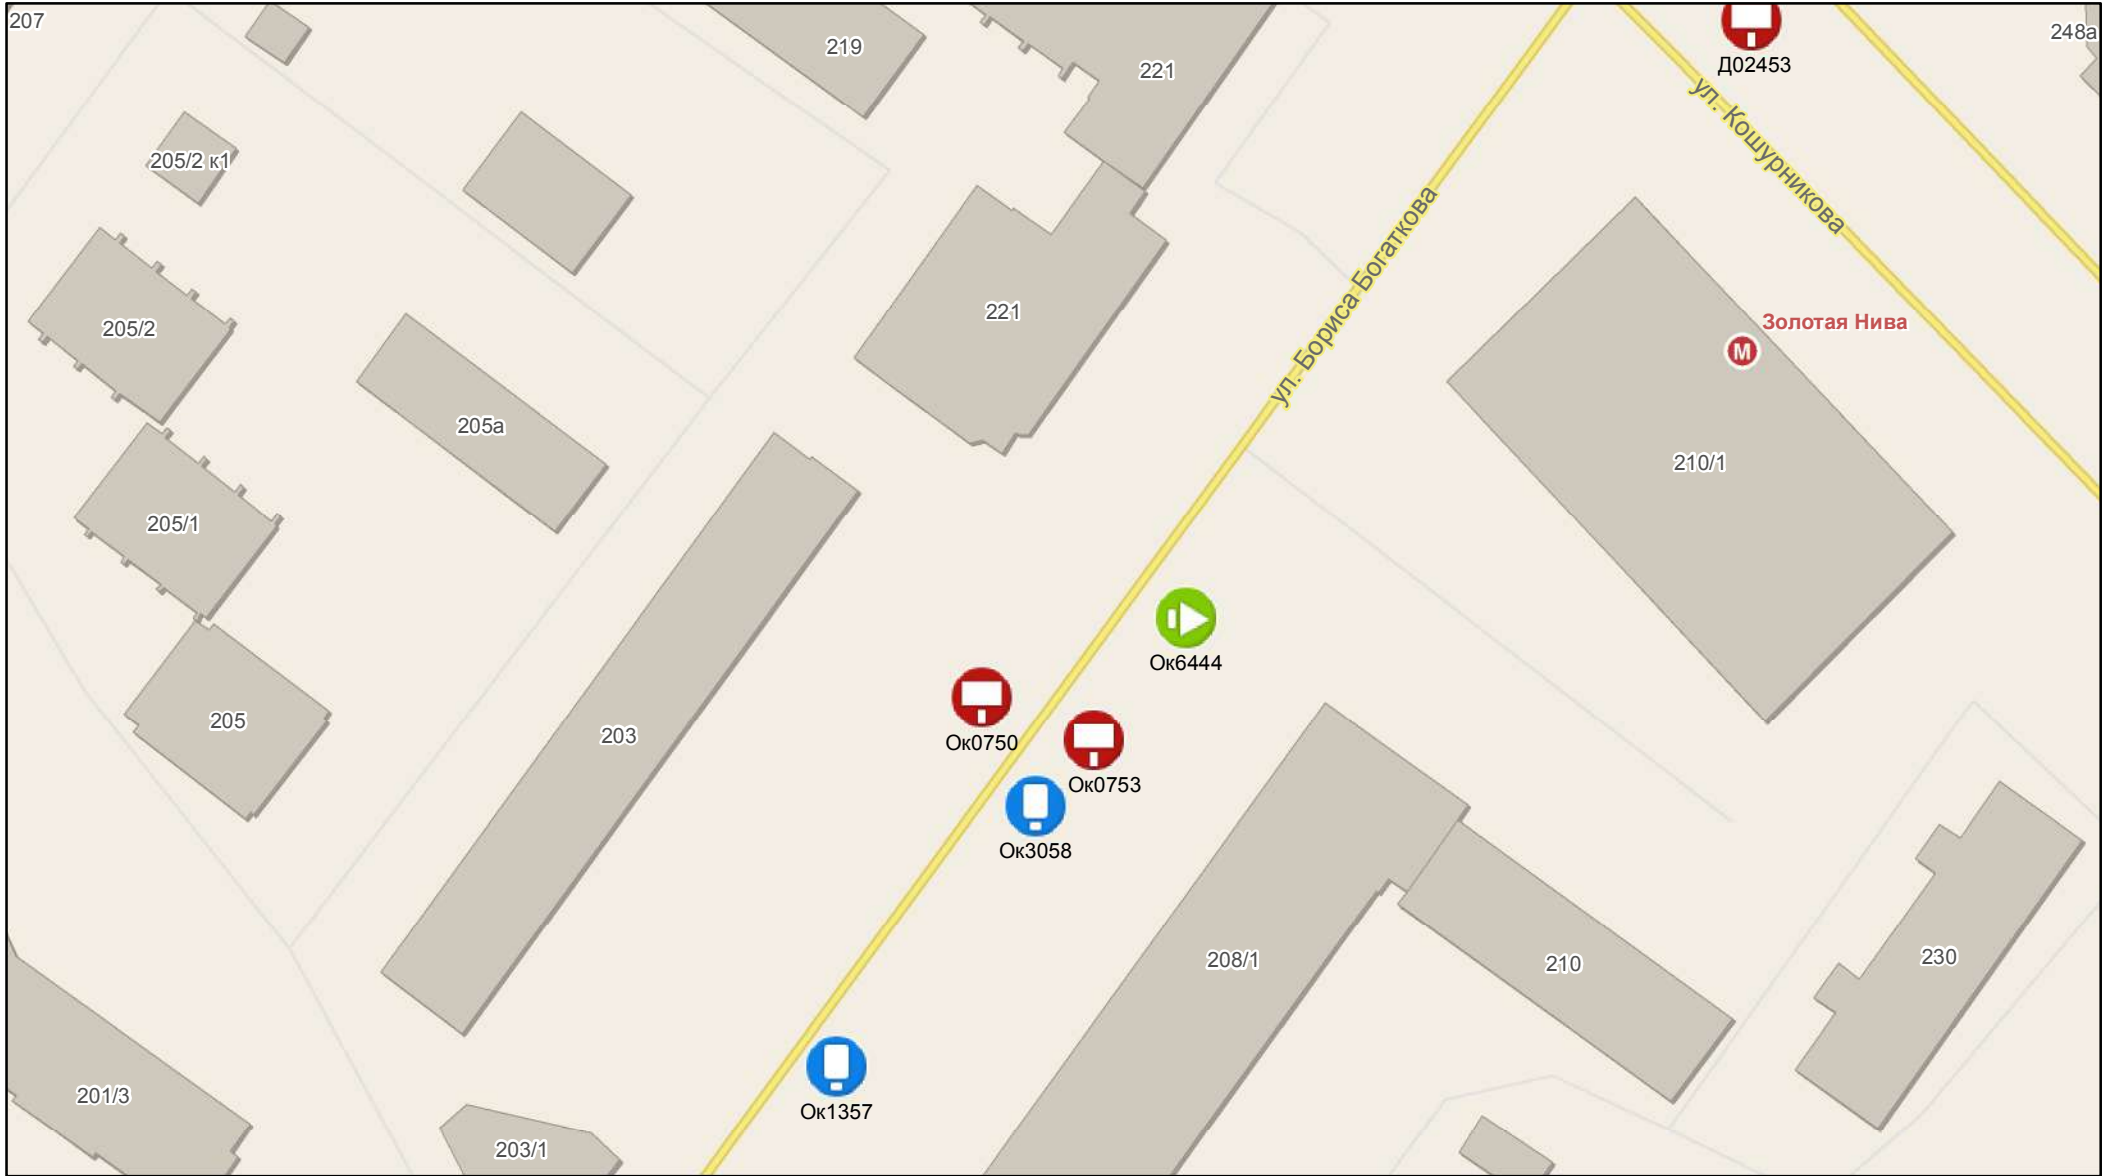 207
219
221
248а
Д02453
ул. Кошурникова
205/2 к1
ул. Бориса Богаткова
221
205/2
Золотая Нива
М
205а
210/1
205/1
Ок6444
205
203
Ок0750
Ок0753
Ок3058
208/1
210
230
201/3
Ок1357
203/1